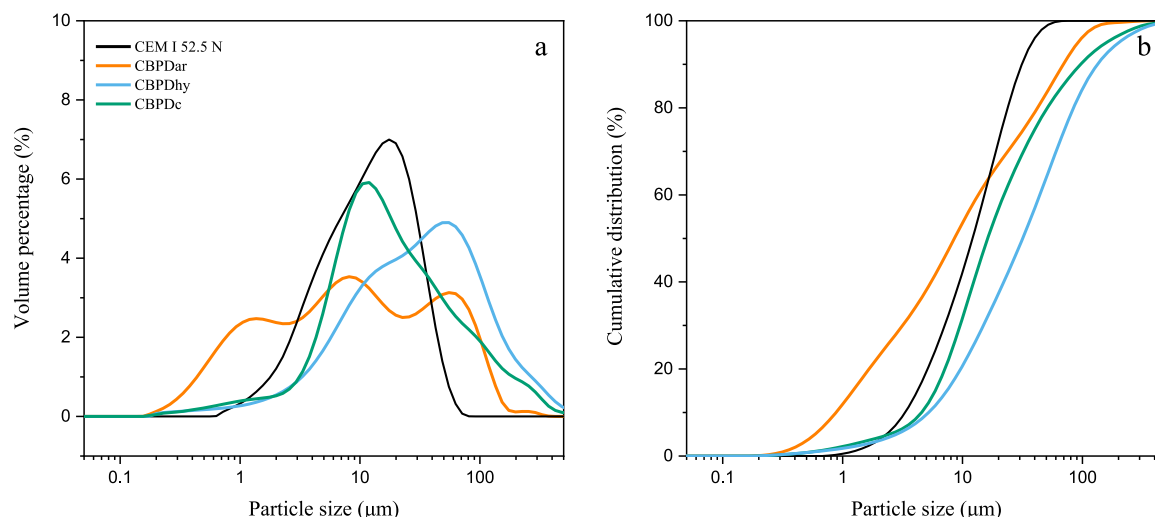 10
8
6
4
2
0
Volume percentage (%)
CEM I 52.5 N
CBPDar
CBPDhy
CBPDc
a
0.1
1
10
100
Particle size (μm)
100
80
60
40
20
0
Cumulative distribution (%)
b
0.1
1
10
100
Particle size (μm)